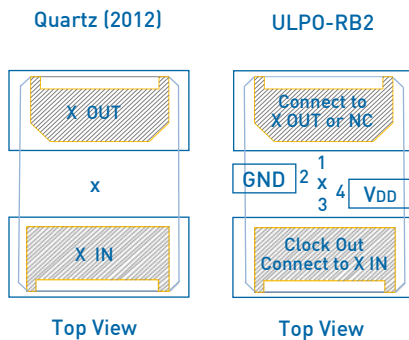 Quartz (2012)
X OUT
x
X IN
Top View
ULPO-RB2
Connect to
X OUT or NC
1
GND 2 x 4 VDD
3
Clock Out
Connect to X IN
Top View